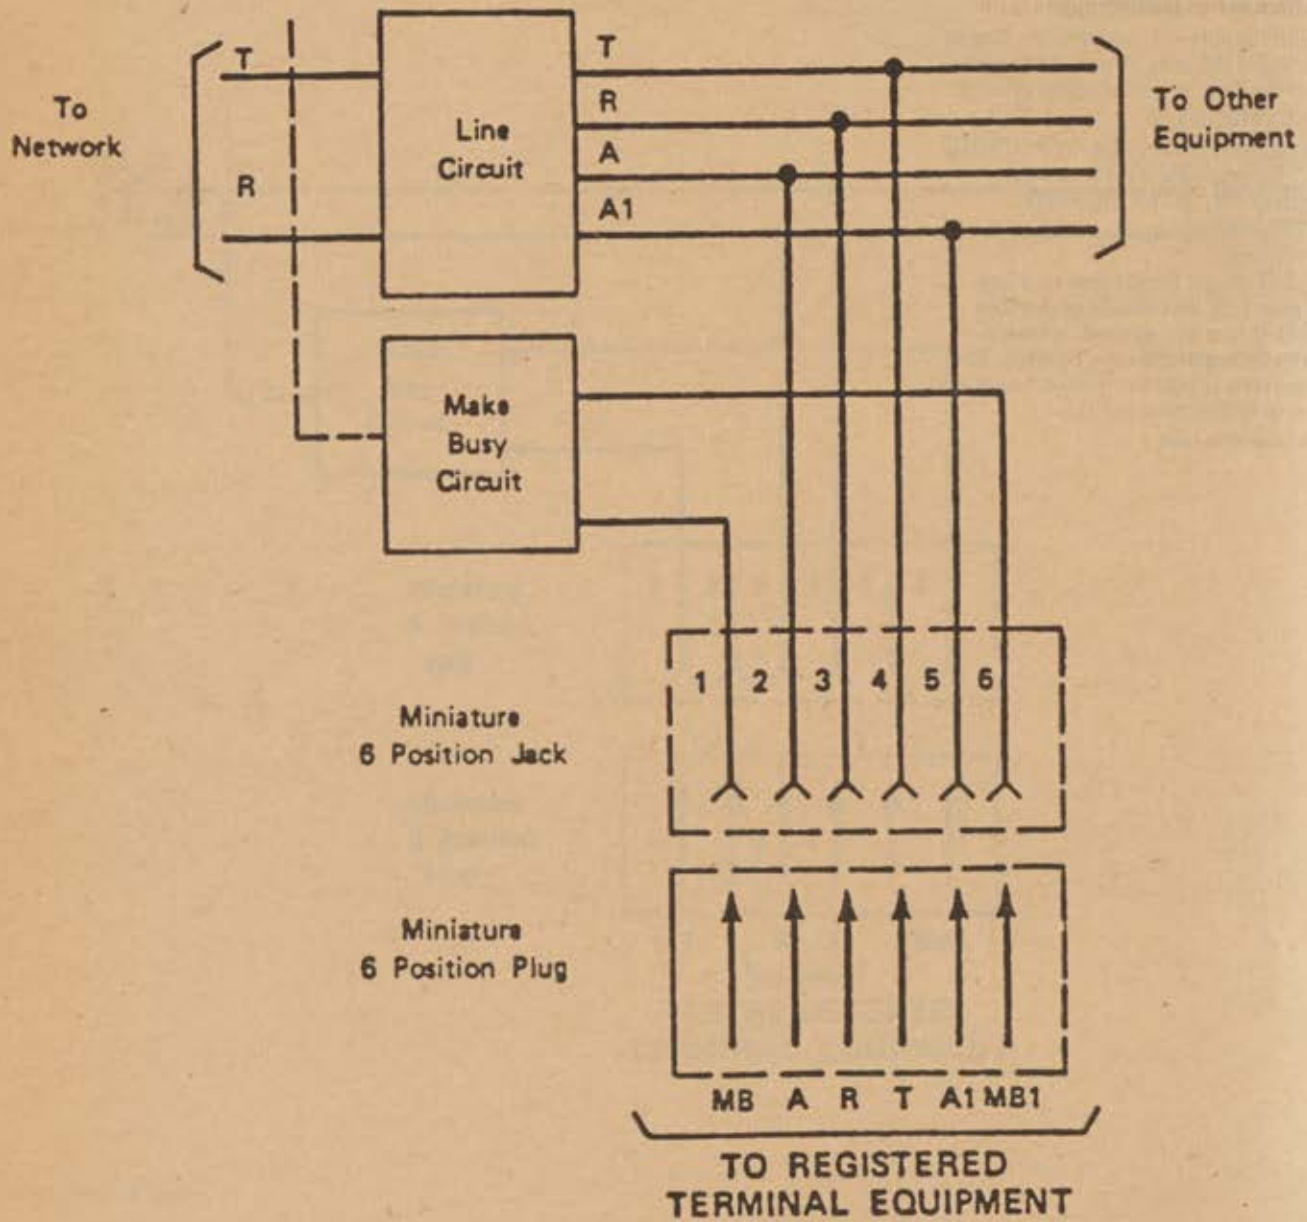 To
Network
T
R
Line
Circuit
T
R
A
A1
To Other
Equipment
Make
Busy
Circuit
1 2 3 4 5 6
Miniature
6 Position Jack
Miniature
6 Position Plug
MB A R T A1 MB1
TO REGISTERED
TERMINAL EQUIPMENT